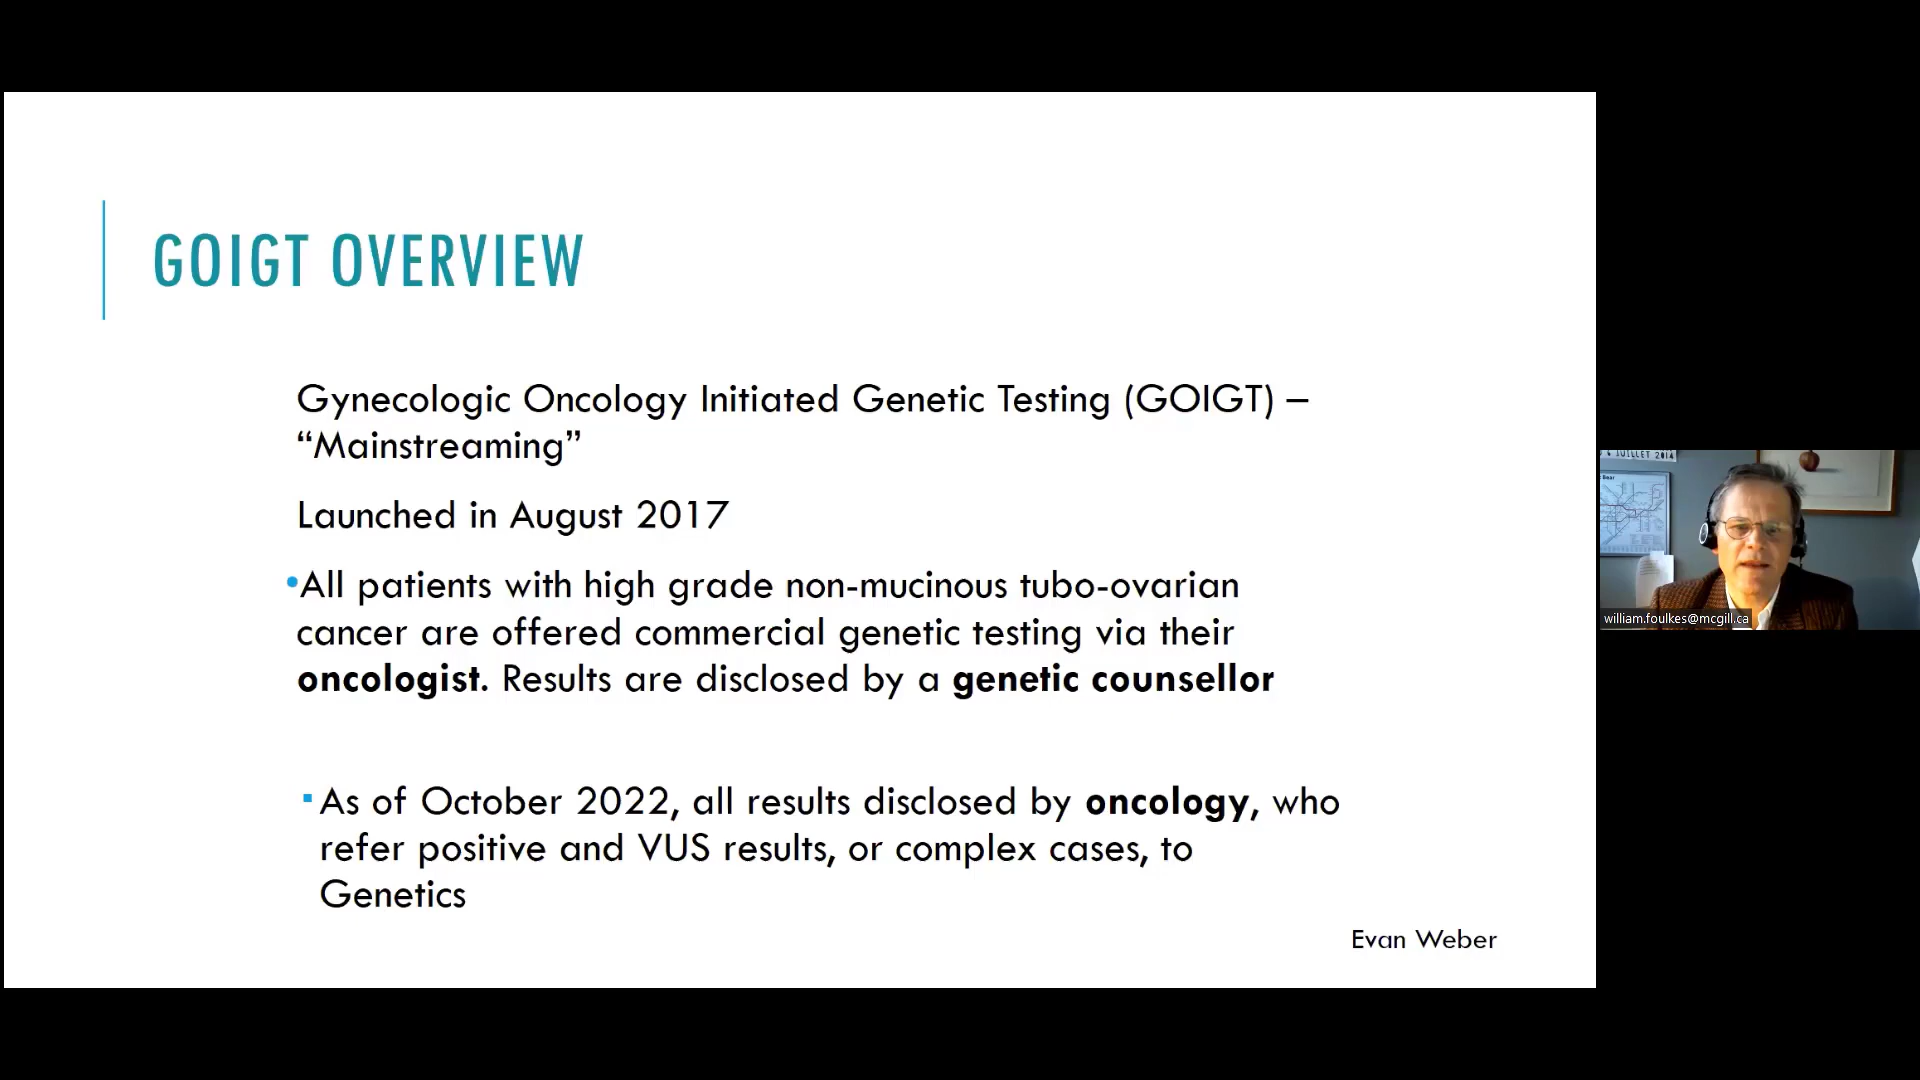 GOIGT OVERVIEW
Gynecologic Oncology Initiated Genetic Testing (GOIGT) –
“Mainstreaming”
Launched in August 2017
•All patients with high grade non-mucinous tubo-ovarian
cancer are offered commercial genetic testing via their
oncologist. Results are disclosed by a genetic counsellor
▪As of October 2022, all results disclosed by oncology, who
refer positive and VUS results, or complex cases, to
Genetics
Evan Weber
6 JUILLET 2014
william.foulkes@mcgill.ca